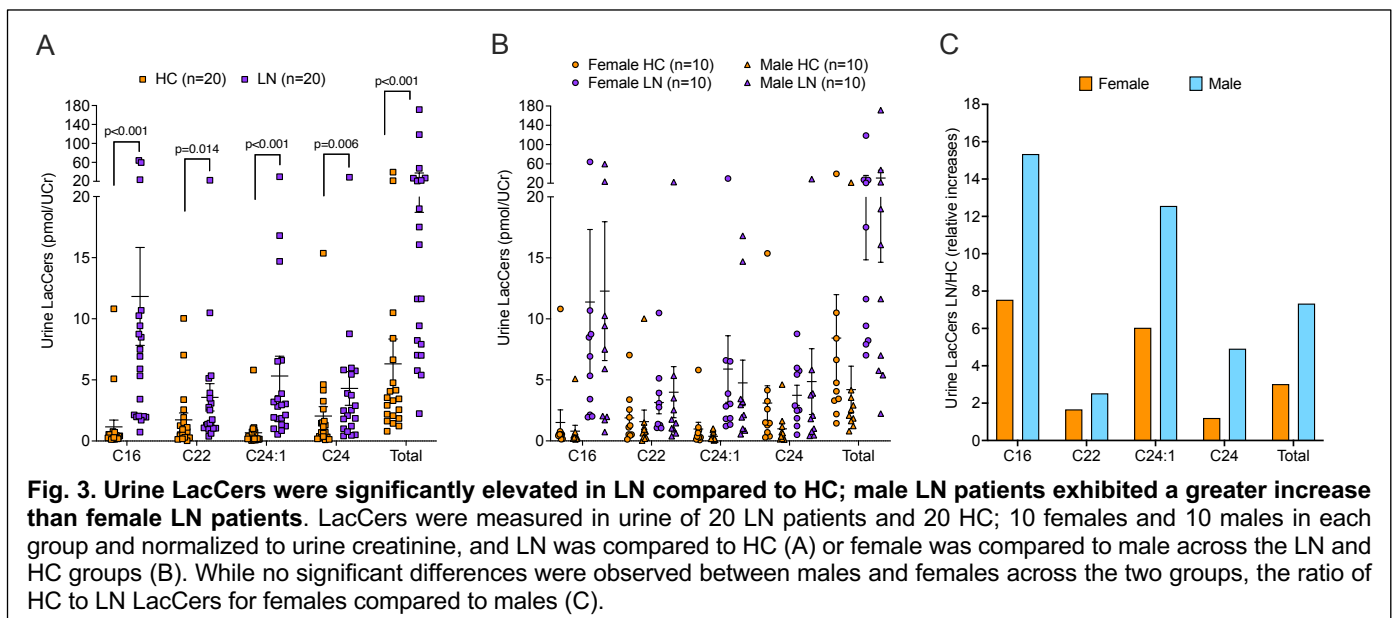 A
HC (n=20) LN (n=20)
p<0.001
p=0.014
p<0.001
p=0.006
p<0.001
Urine LacCers (pmol/UCr)
180
140
100
60
20
20
15
10
5
0
C16 C22 C24:1 C24 Total
B
Female HC (n=10) Male HC (n=10)
Female LN (n=10) Male LN (n=10)
Urine LacCers (pmol/UCr)
180
140
100
60
20
20
15
10
5
0
C16 C22 C24:1 C24 Total
C
Female Male
Urine LacCers LN/HC (relative increases)
18
16
14
12
10
8
6
4
2
0
C16 C22 C24:1 C24 Total
Fig. 3. Urine LacCers were significantly elevated in LN compared to HC; male LN patients exhibited a greater increase
than female LN patients. LacCers were measured in urine of 20 LN patients and 20 HC; 10 females and 10 males in each
group and normalized to urine creatinine, and LN was compared to HC (A) or female was compared to male across the LN and
HC groups (B). While no significant differences were observed between males and females across the two groups, the ratio of
HC to LN LacCers for females compared to males (C).